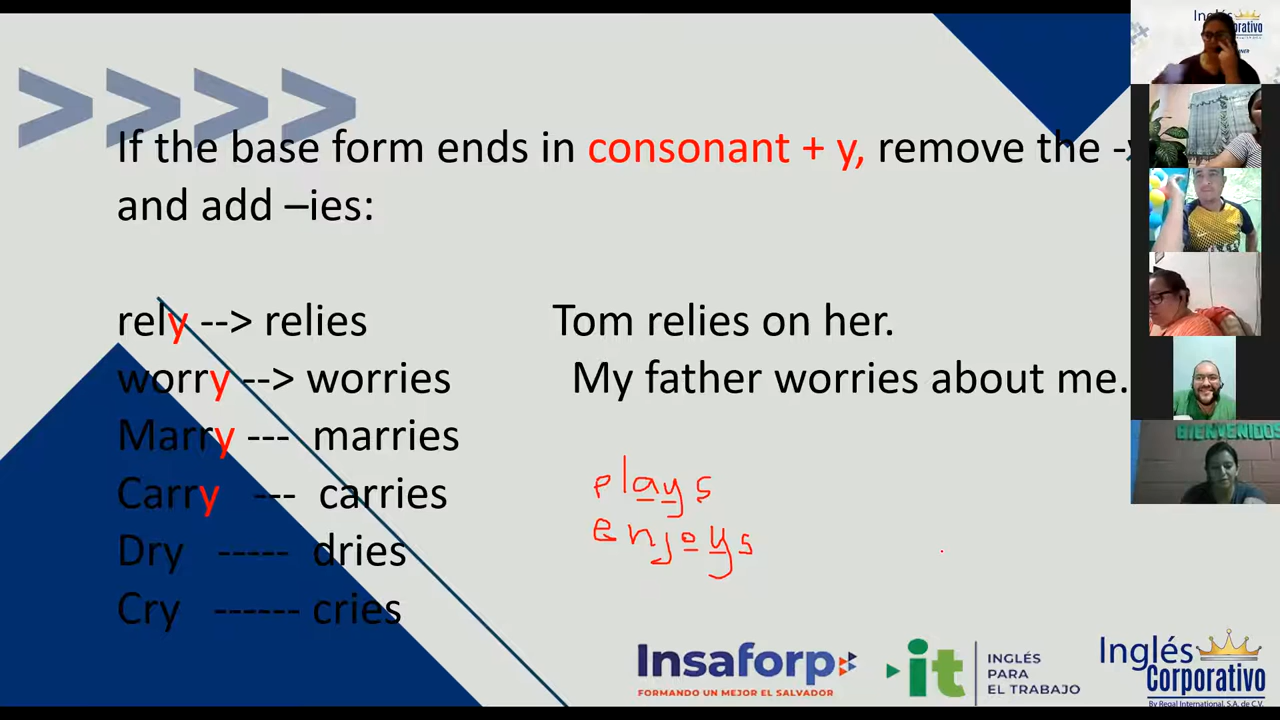 If the base form ends in consonant + y, remove the -y
and add –ies:
rely --> relies Tom relies on her.
worry --> worries My father worries about me.
Marry --- marries
Carry --- carries
Dry ----- dries
Cry ------ cries
plays
enjoys
Insaforp
FORMANDO UN MEJOR EL SALVADOR
it
INGLÉS
PARA
EL TRABAJO
Inglés
Corporativo
By Regal International, S.A. de C.V.
BIENVENIDOS